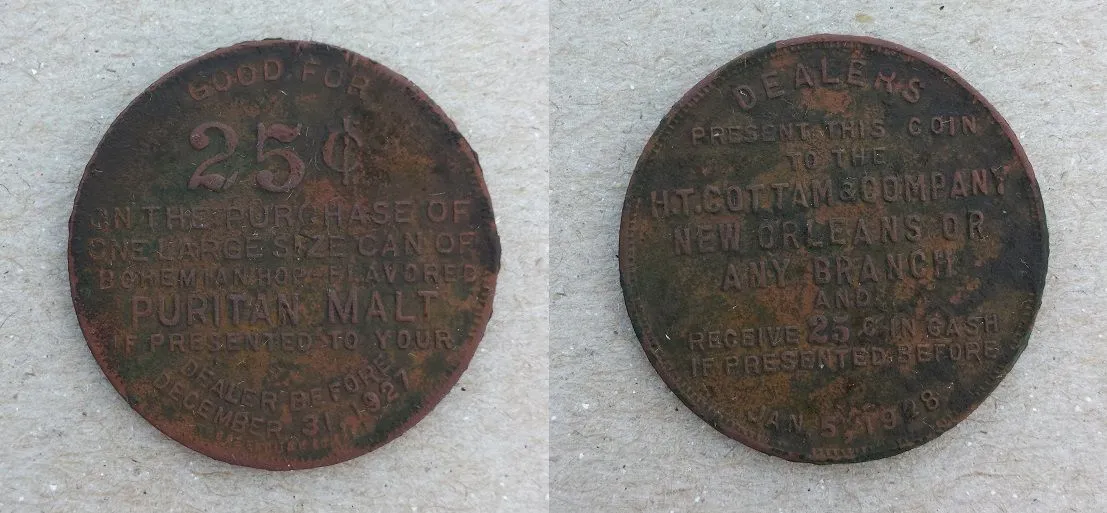 GOOD FOR
25¢
ON THE PURCHASE OF
ONE LARGE SIZE CAN OF
BOHEMIAN HOP-FLAVORED
PURITAN MALT
IF PRESENTED TO YOUR
DEALER BEFORE
DECEMBER 31, 1927
DEALERS
PRESENT THIS COIN
TO THE
H.T. COTTAM & COMPANY
NEW ORLEANS OR
ANY BRANCH
AND
RECEIVE 25¢ IN CASH
IF PRESENTED BEFORE
JAN 5 1928